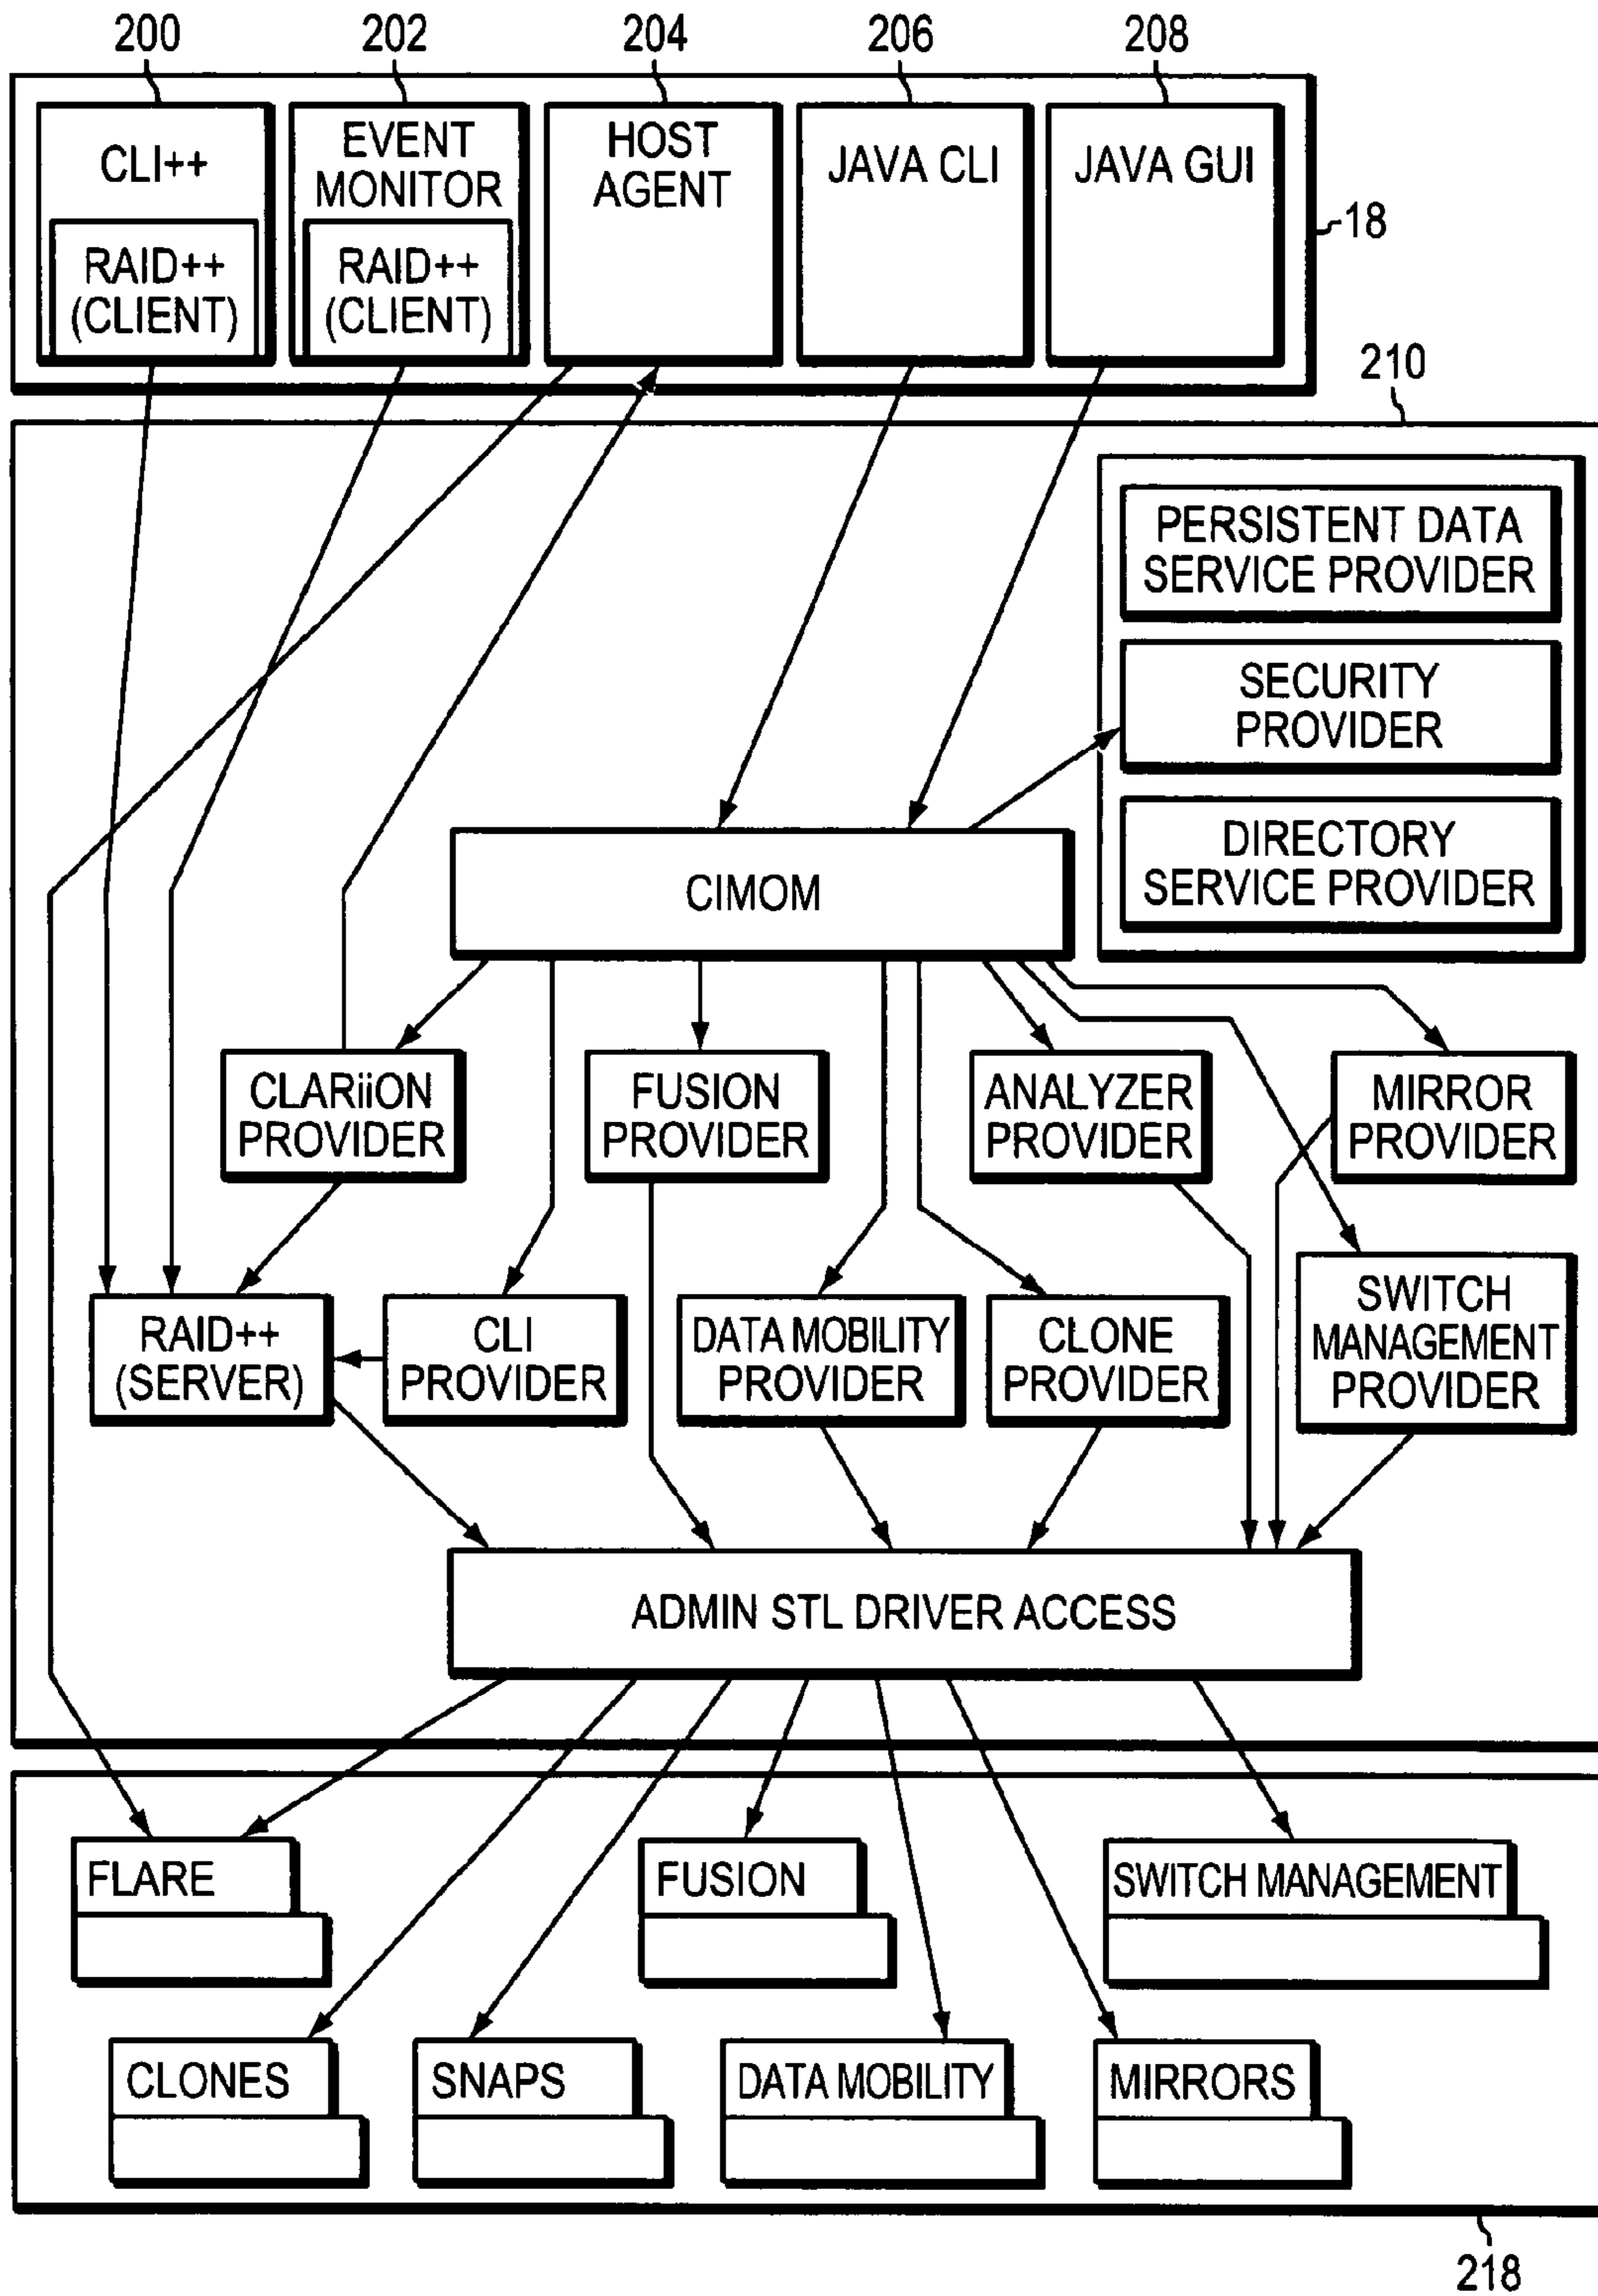 200 202 204 206 208
CLI++
RAID++
(CLIENT)
EVENT
MONITOR
RAID++
(CLIENT)
HOST
AGENT
JAVA CLI
JAVA GUI
18
210
PERSISTENT DATA
SERVICE PROVIDER
SECURITY
PROVIDER
DIRECTORY
SERVICE PROVIDER
CIMOM
CLARiiON
PROVIDER
FUSION
PROVIDER
ANALYZER
PROVIDER
MIRROR
PROVIDER
RAID++
(SERVER)
CLI
PROVIDER
DATA MOBILITY
PROVIDER
CLONE
PROVIDER
SWITCH
MANAGEMENT
PROVIDER
ADMIN STL DRIVER ACCESS
FLARE
FUSION
SWITCH MANAGEMENT
CLONES
SNAPS
DATA MOBILITY
MIRRORS
218